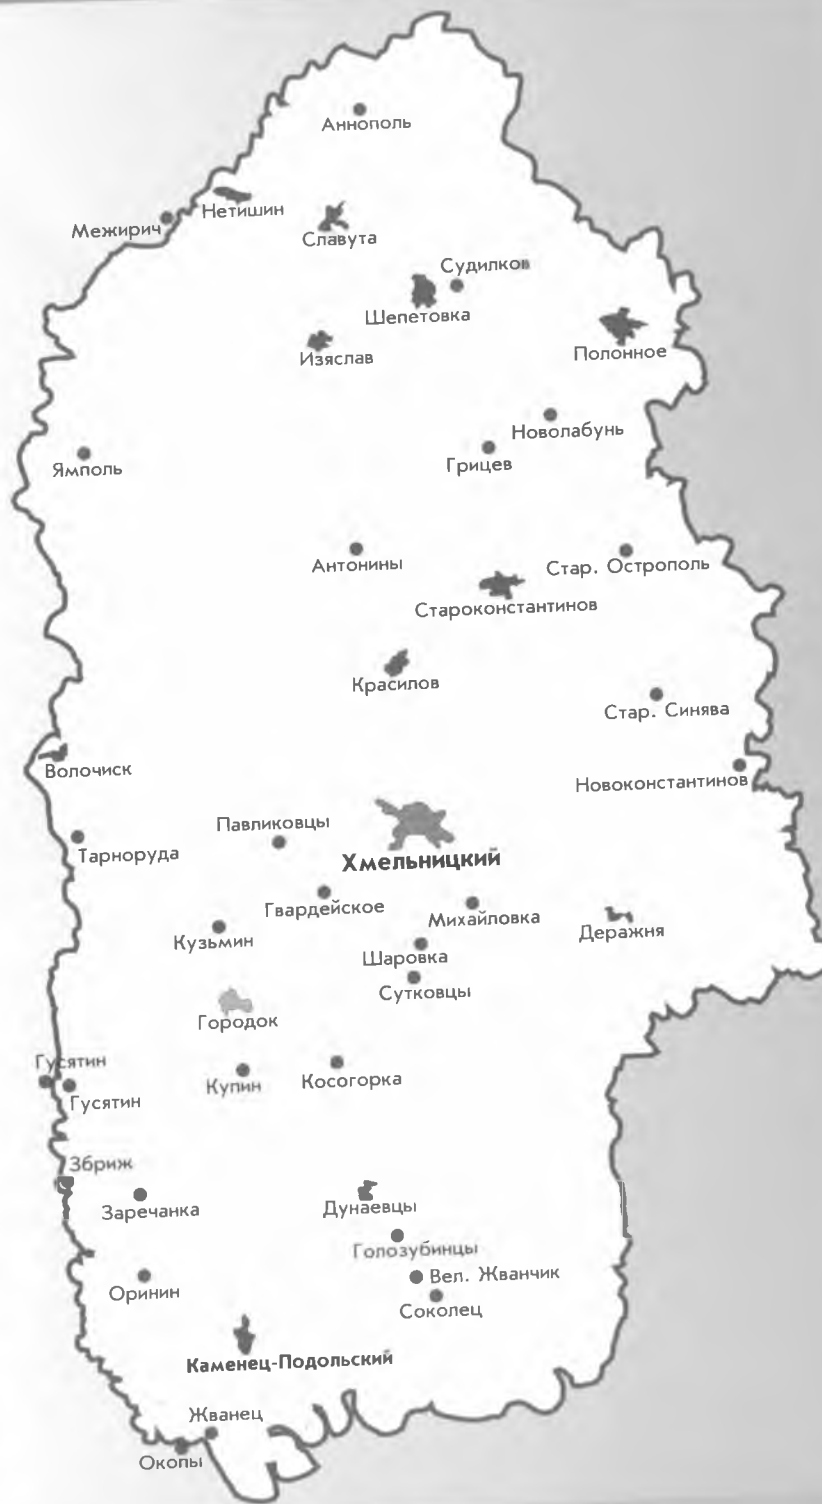 Аннополь
Нетишин
Межирич
Славута
Судилков
Шепетовка
Изяслав
Полонное
Новолабунь
Грицев
Ямполь
Антонины
Стар. Острополь
Староконстантинов
Красилов
Стар. Синява
Волочиск
Новоконстантинов
Павликовцы
Тарноруда
Хмельницкий
Гвардейское
Михайловка
Деражня
Кузьмин
Шаровка
Сутковцы
Городок
Гусятин
Гусятин
Купин
Косогорка
Збриж
Заречанка
Дунаевцы
Голозубинцы
Вел. Жванчик
Оринин
Соколец
Каменец-Подольский
Жванец
Окопы